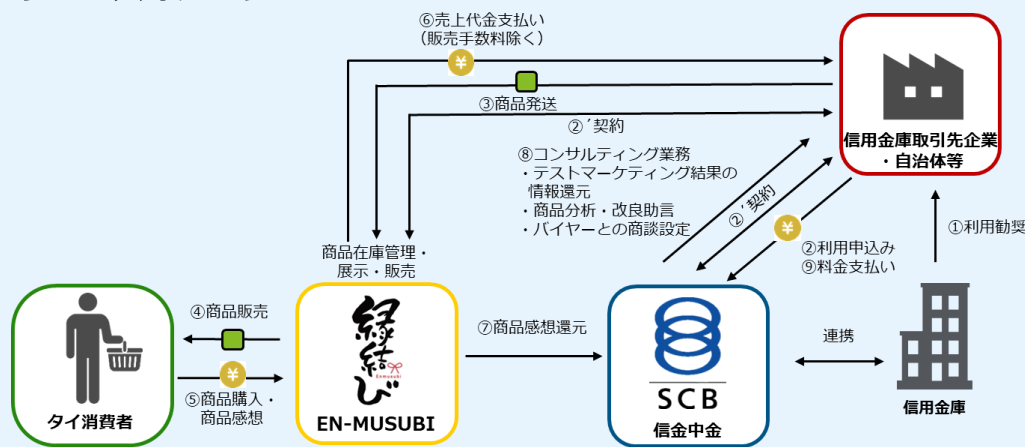 ⑥売上代金支払い
（販売手数料除く）
③商品発送
②´契約
信用金庫取引先企業
・自治体等
⑧コンサルティング業務
・テストマーケティング結果の
情報還元
・商品分析・改良助言
・バイヤーとの商談設定
②´契約
②利用申込み
⑨料金支払い
①利用勧奨
商品在庫管理・
展示・販売
④商品販売
⑤商品購入・
商品感想
タイ消費者
縁結び
Enmusubi
EN-MUSUBI
⑦商品感想還元
SCB
信金中金
連携
信用金庫